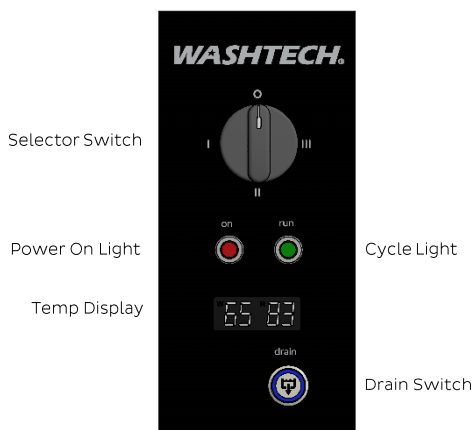 WASHTECH®
O
Selector Switch
I
III
II
on
run
Power On Light
Cycle Light
Temp Display
65 83
drain
Drain Switch